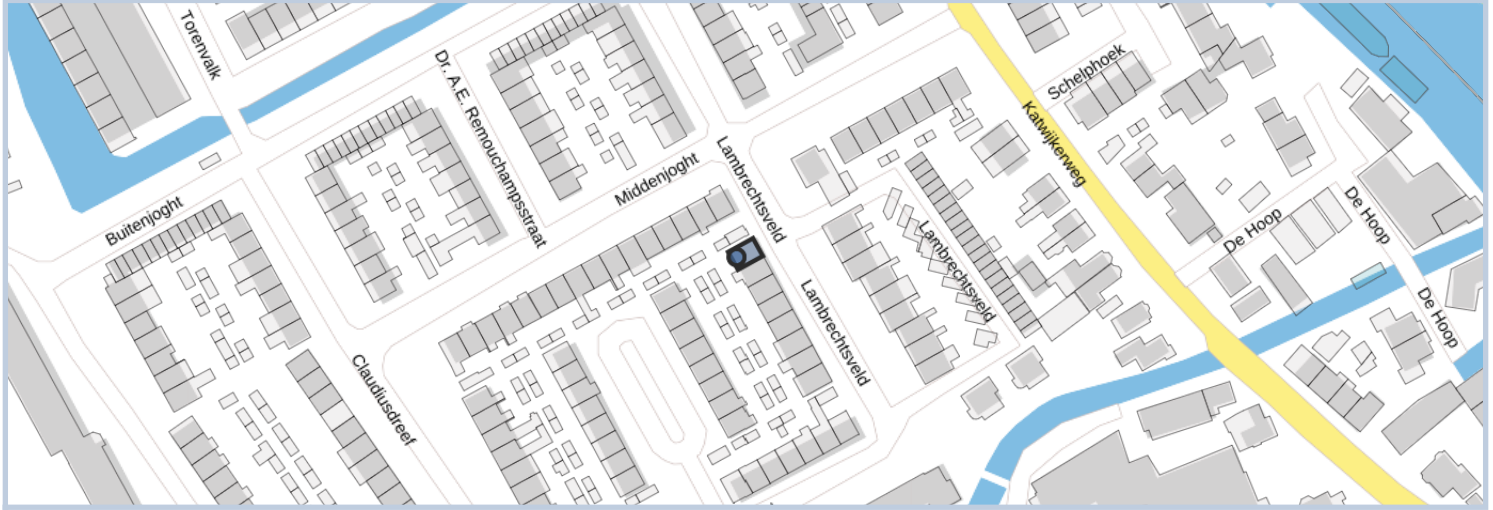 Torenvalk
Dr. A.E. Remouchampsstraat
Schelphoek
Katwijkerweg
Lambrechtsveld
Middenjoght
Buitenjoght
De Hoop
De Hoop
Lambrechtsveld
Lambrechtsveld
De Hoop
Claudiusdreef